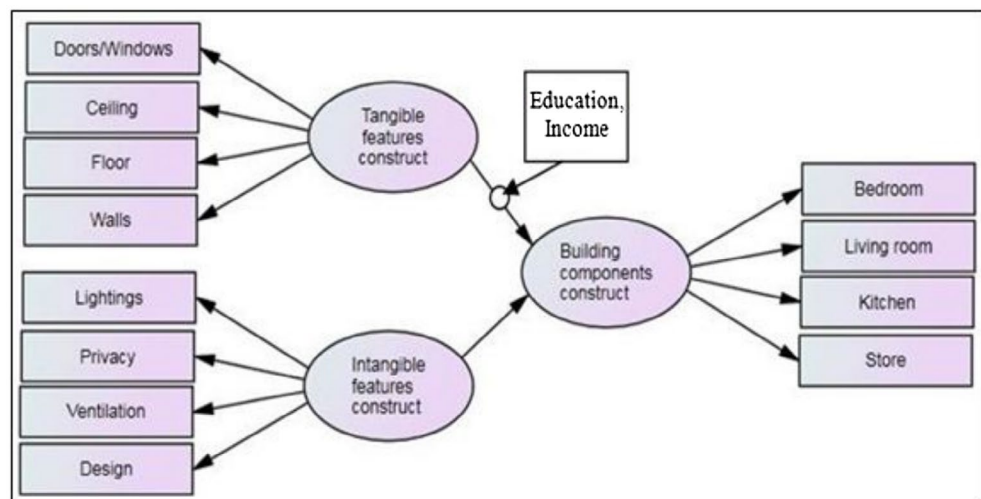 Doors/Windows
Ceiling
Floor
Walls
Tangible
features
construct
Education,
Income
Lightings
Privacy
Ventilation
Design
Intangible
features
construct
Building
components
construct
Bedroom
Living room
Kitchen
Store